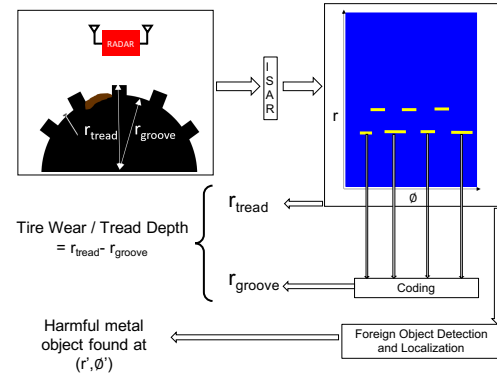 RADAR
r_tread
r_groove
ISAR
r
Ø
r_tread
Tire Wear / Tread Depth
= r_tread- r_groove
r_groove
Coding
Harmful metal
object found at
(r',Ø')
Foreign Object Detection
and Localization